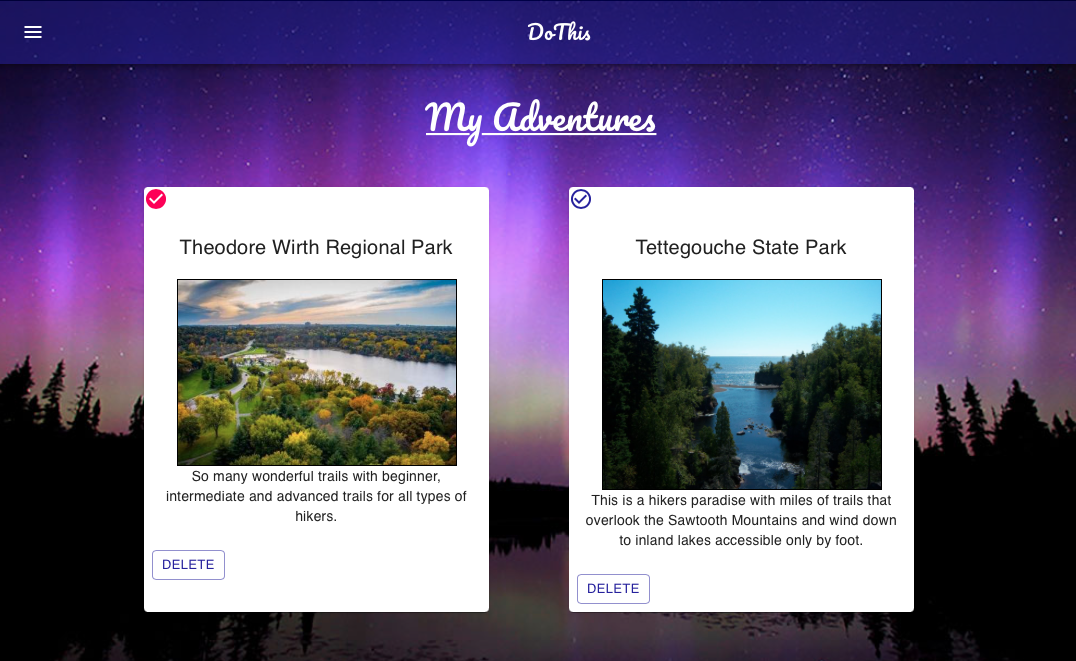 DoThis
My Adventures
Theodore Wirth Regional Park
So many wonderful trails with beginner,
intermediate and advanced trails for all types of
hikers.
DELETE
Tettegouche State Park
This is a hikers paradise with miles of trails that
overlook the Sawtooth Mountains and wind down
to inland lakes accessible only by foot.
DELETE